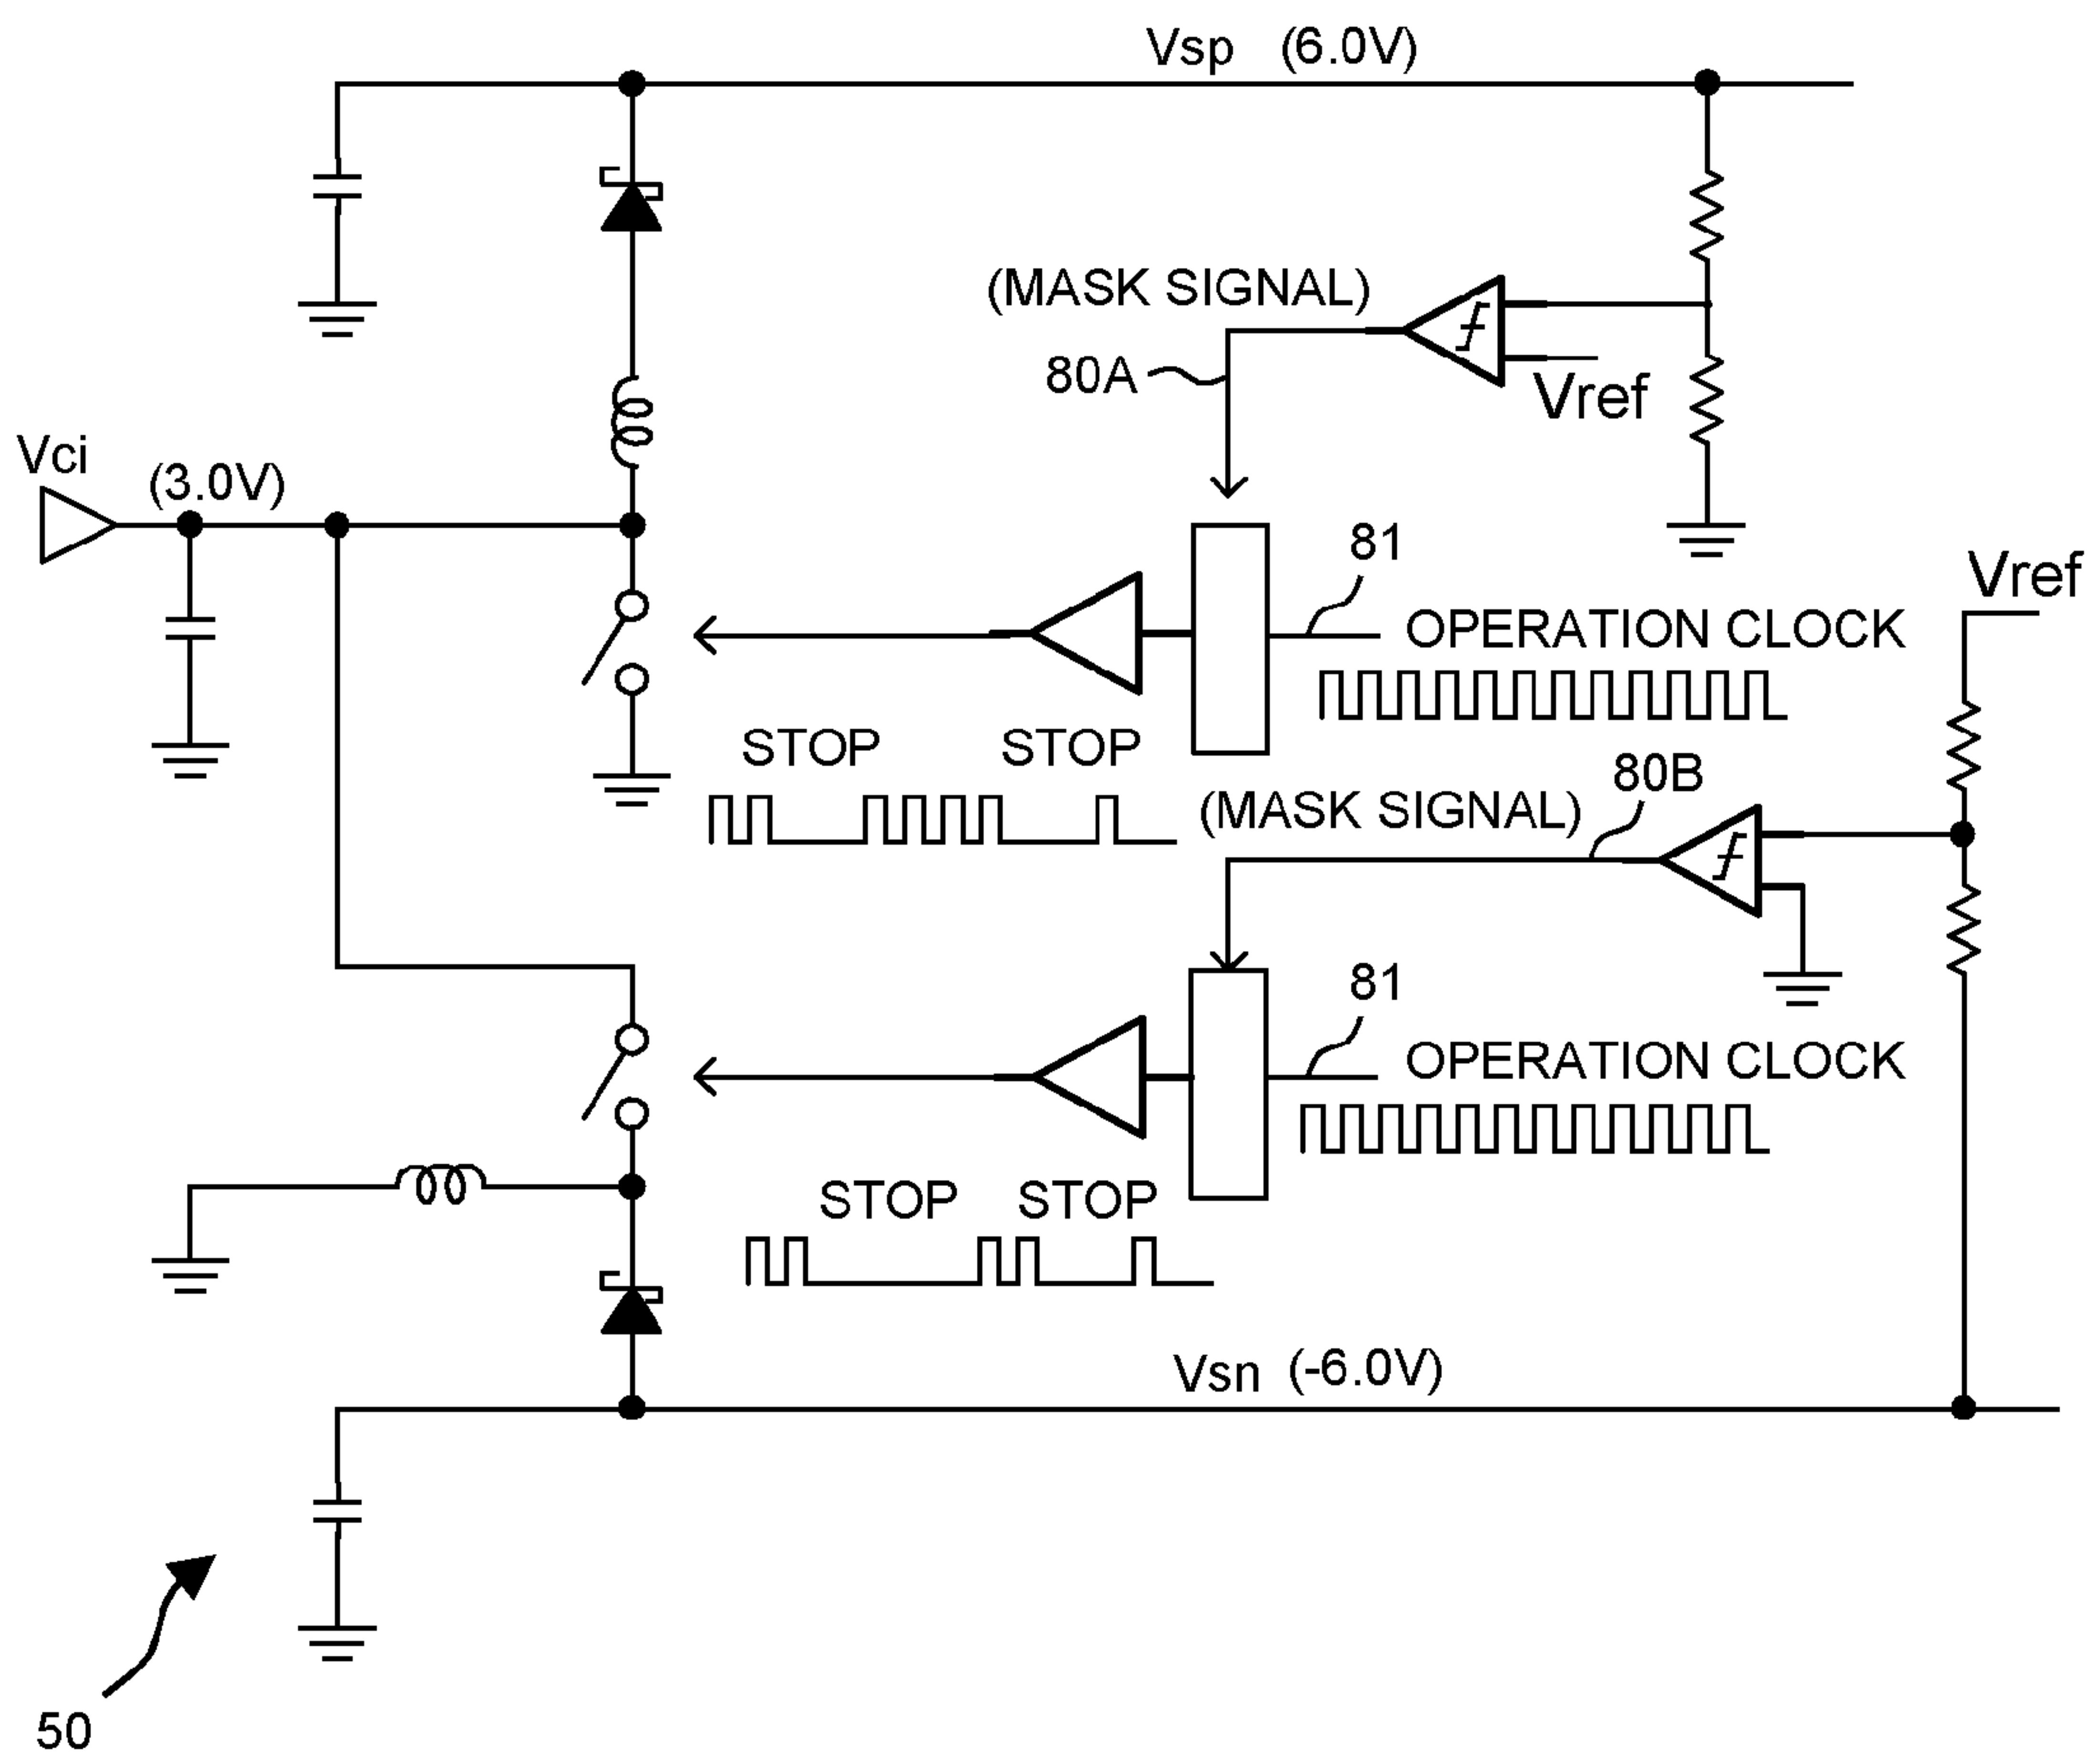 Vsp (6.0V)
(MASK SIGNAL)
80A
Vref
Vci
(3.0V)
81
Vref
OPERATION CLOCK
STOP STOP
80B
(MASK SIGNAL)
81
OPERATION CLOCK
STOP STOP
Vsn (-6.0V)
50